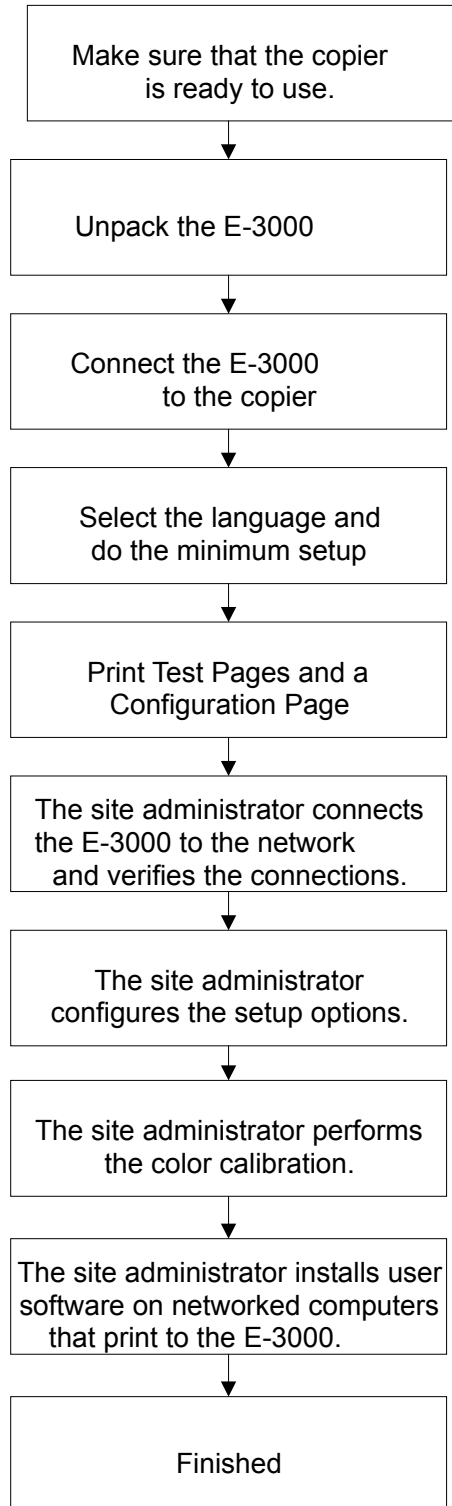 Make sure that the copier
is ready to use.
Unpack the E-3000
Connect the E-3000
to the copier
Select the language and
do the minimum setup
Print Test Pages and a
Configuration Page
The site administrator connects
the E-3000 to the network
and verifies the connections.
The site administrator
configures the setup options.
The site administrator performs
the color calibration.
The site administrator installs user
software on networked computers
that print to the E-3000.
Finished